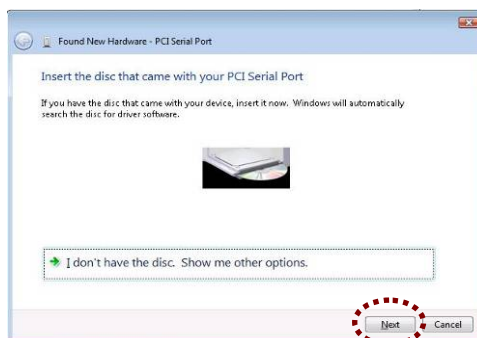 Found New Hardware - PCI Serial Port
Insert the disc that came with your PCI Serial Port
If you have the disc that came with your device, insert it now.  Windows will automatically
search the disc for driver software.
I don't have the disc.  Show me other options.
Next Cancel